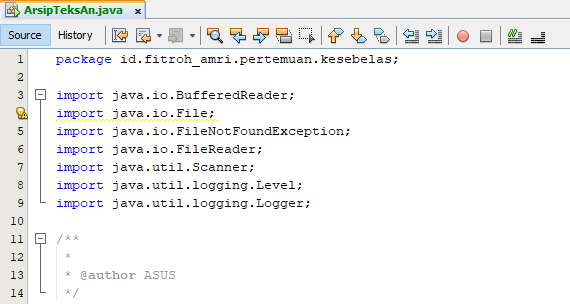 ArsipTeksAn.java x
Source History
1 package id.fitroh_amri.pertemuan.kesebelas;
2
3 import java.io.BufferedReader;
import java.io.File;
5 import java.io.FileNotFoundException;
6 import java.io.FileReader;
7 import java.util.Scanner;
8 import java.util.logging.Level;
9 import java.util.logging.Logger;
10
11 /**
12 *
13 * @author ASUS
14 */